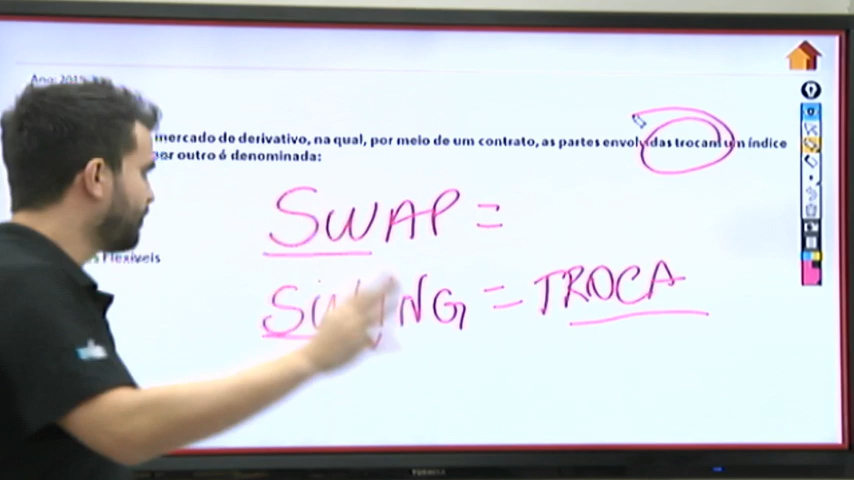 Ano: 2015
mercado de derivativo, na qual, por meio de um contrato, as partes envolvidas trocam um índice
por outro é denominada:
SWAP =
Flexíveis
SWING = TROCA
TOSHIBA